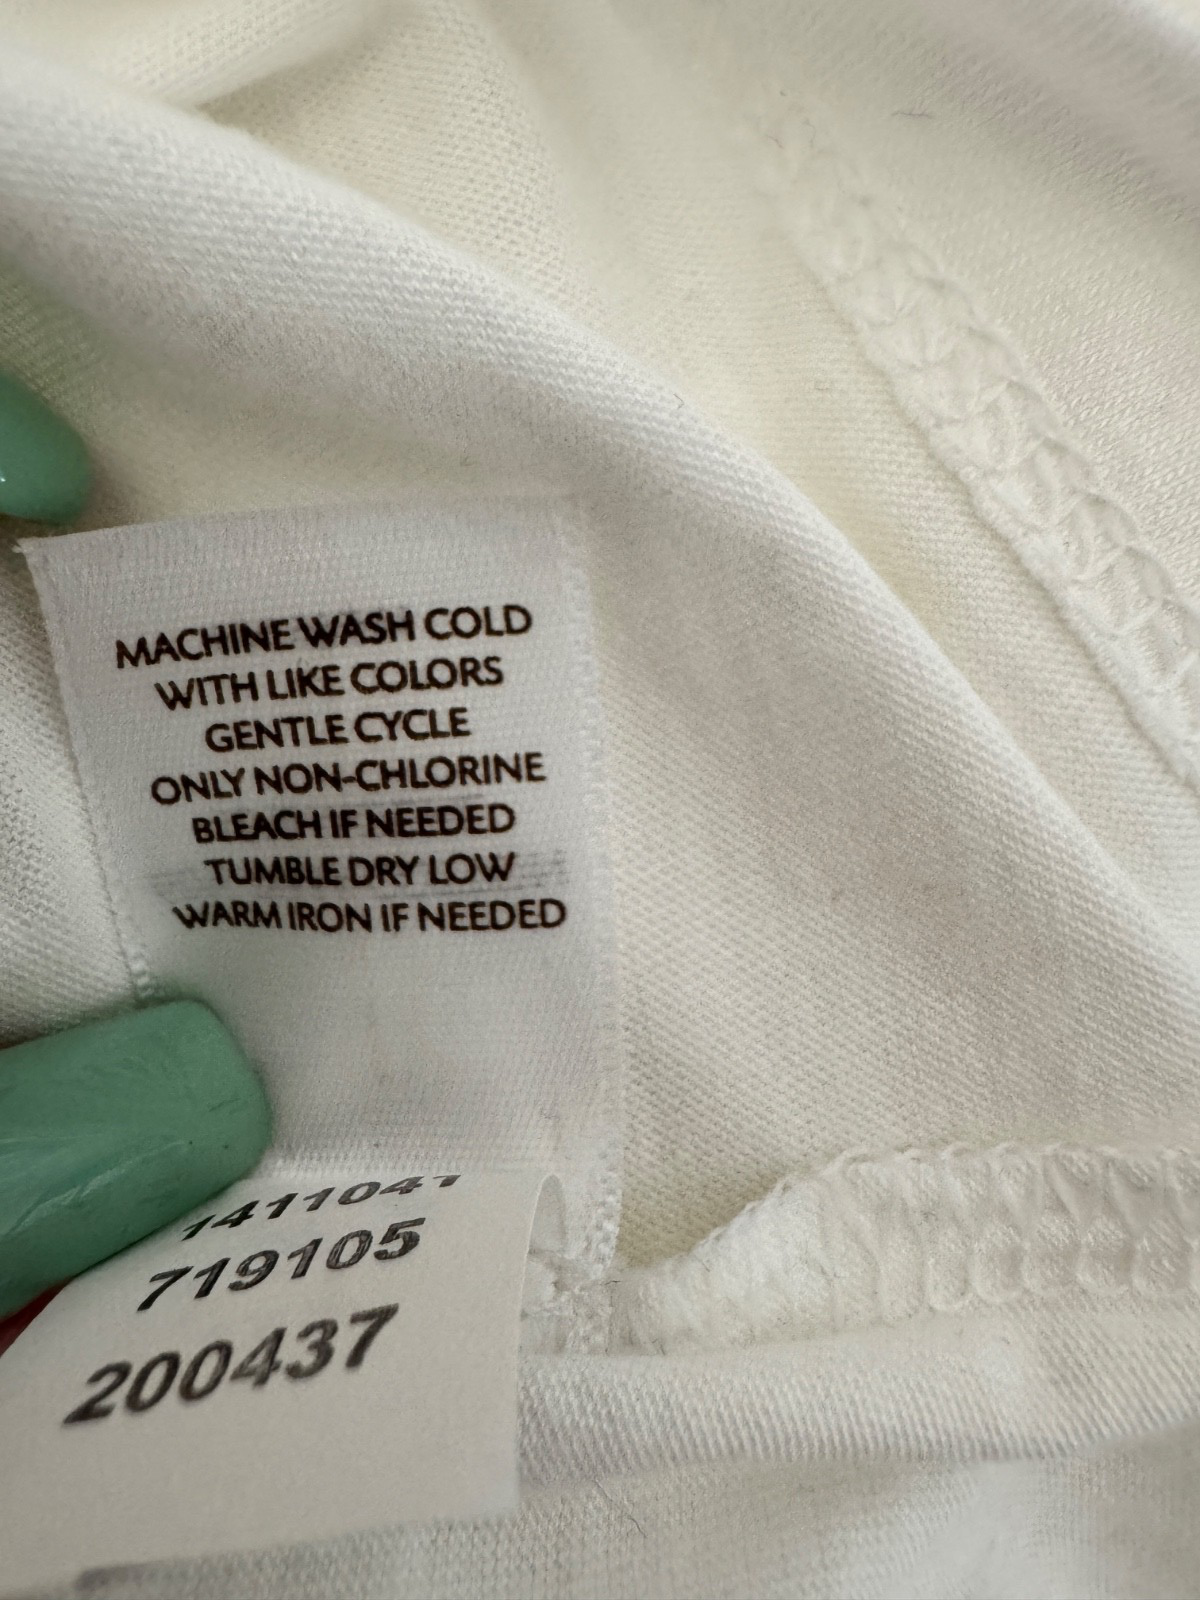 MACHINE WASH COLD
WITH LIKE COLORS
GENTLE CYCLE
ONLY NON-CHLORINE
BLEACH IF NEEDED
TUMBLE DRY LOW
WARM IRON IF NEEDED
1411041
719105
200437